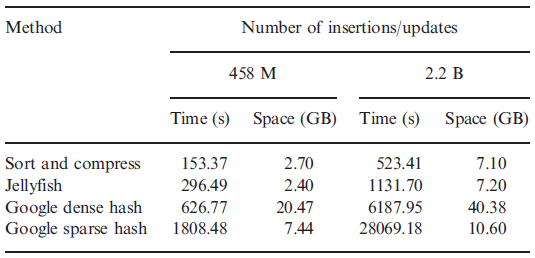 Method Number of insertions/updates
458 M 2.2 B
Time (s) Space (GB) Time (s) Space (GB)
Sort and compress 153.37 2.70 523.41 7.10
Jellyfish 296.49 2.40 1131.70 7.20
Google dense hash 626.77 20.47 6187.95 40.38
Google sparse hash 1808.48 7.44 28069.18 10.60